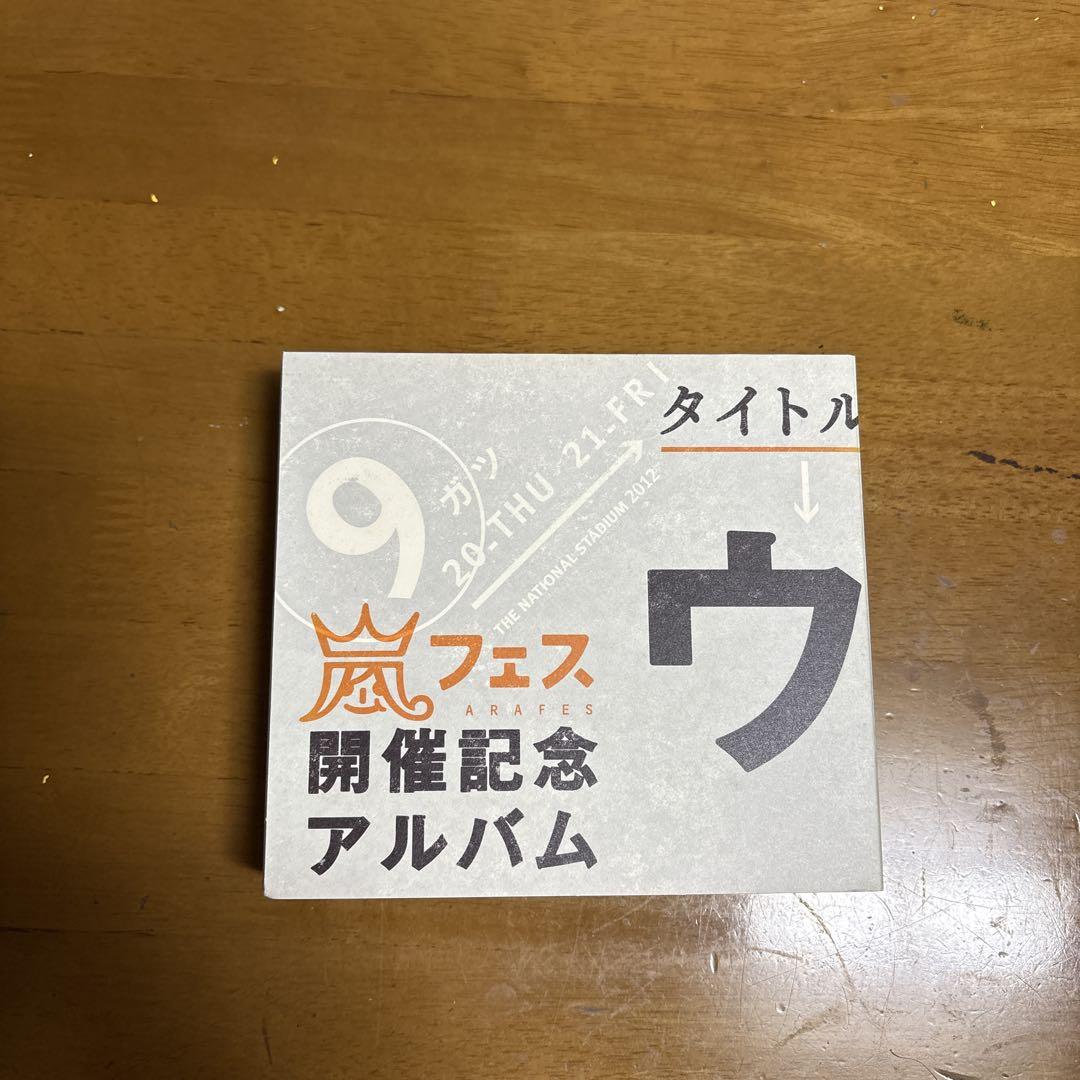 9ガツ
20-THU 21-FRI
THE NATIONAL STADIUM 2012
タイトル
ウ
嵐フェス
ARAFES
開催記念
アルバム